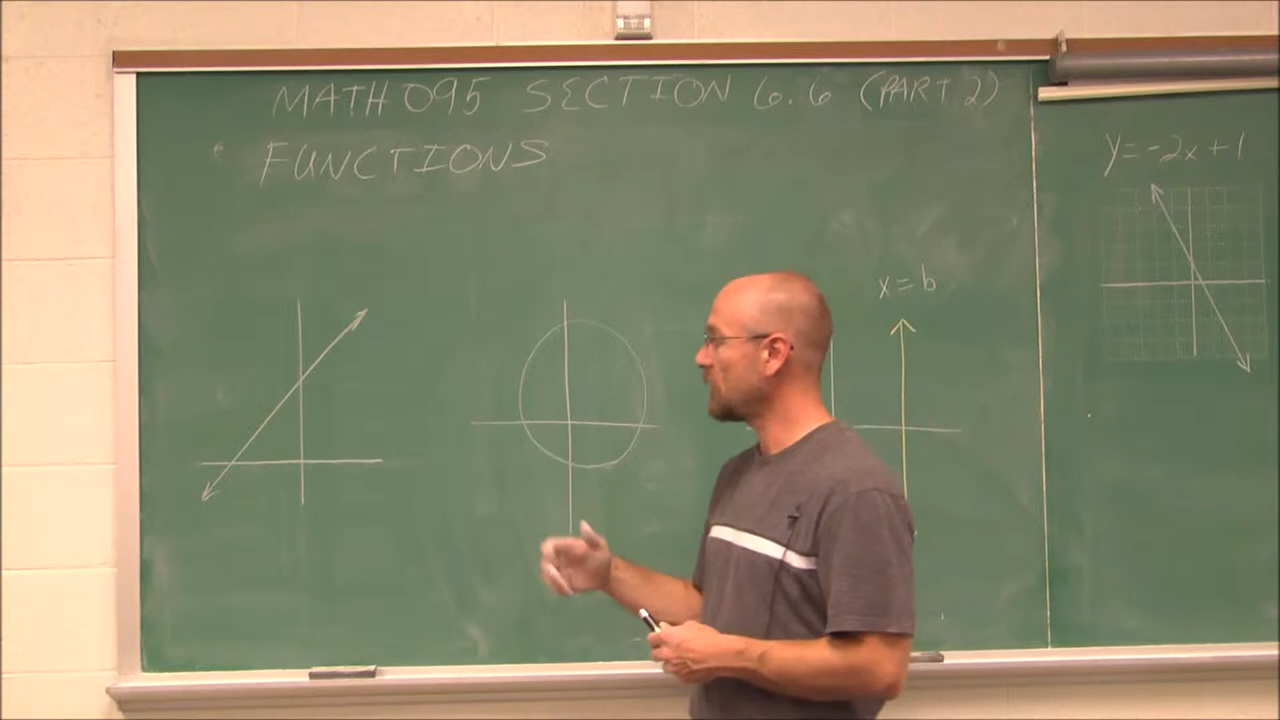 MATH 095 SECTION 6.6 (PART 2)
FUNCTIONS
x = b
y = -2x + 1